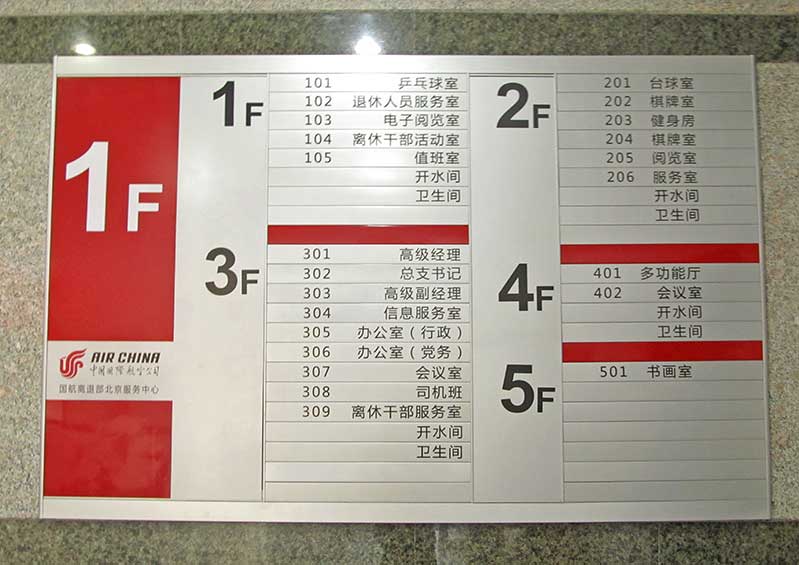 1F
AIR CHINA
中国国际航空公司
国航离退部北京服务中心
1F
101 乒乓球室
102 退休人员服务室
103 电子阅览室
104 离休干部活动室
105 值班室
开水间
卫生间
2F
201 台球室
202 棋牌室
203 健身房
204 棋牌室
205 阅览室
206 服务室
开水间
卫生间
3F
301 高级经理
302 总支书记
303 高级副经理
304 信息服务室
305 办公室（行政）
306 办公室（党务）
307 会议室
308 司机班
309 离休干部服务室
开水间
卫生间
4F
401 多功能厅
402 会议室
开水间
卫生间
5F
501 书画室